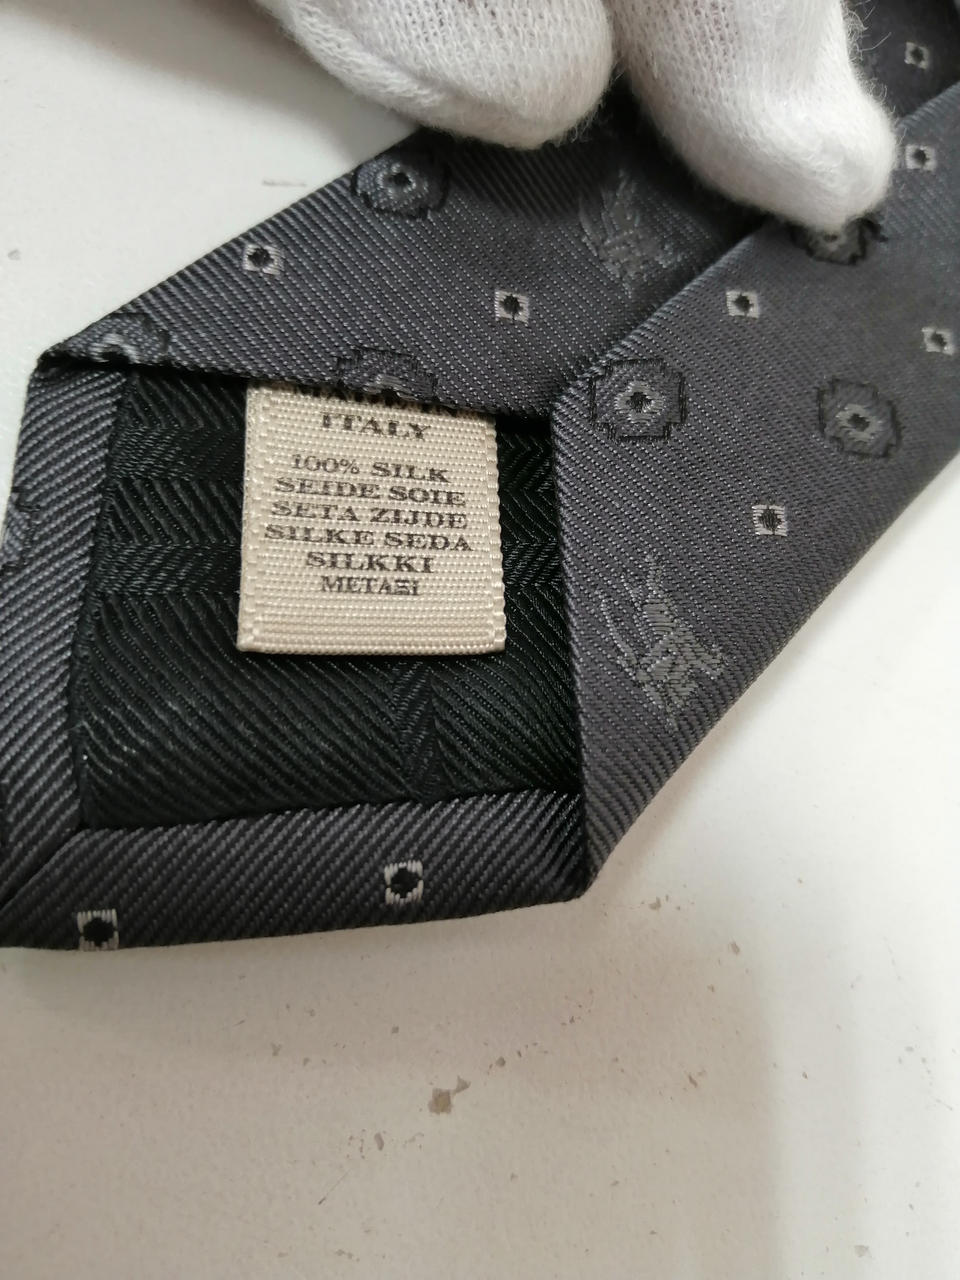 ITALY
100% SILK
SEIDE SOIE
SETA ZIJDE
SILKE SEDA
SILKKI
ΜΕΤΑΞΙ